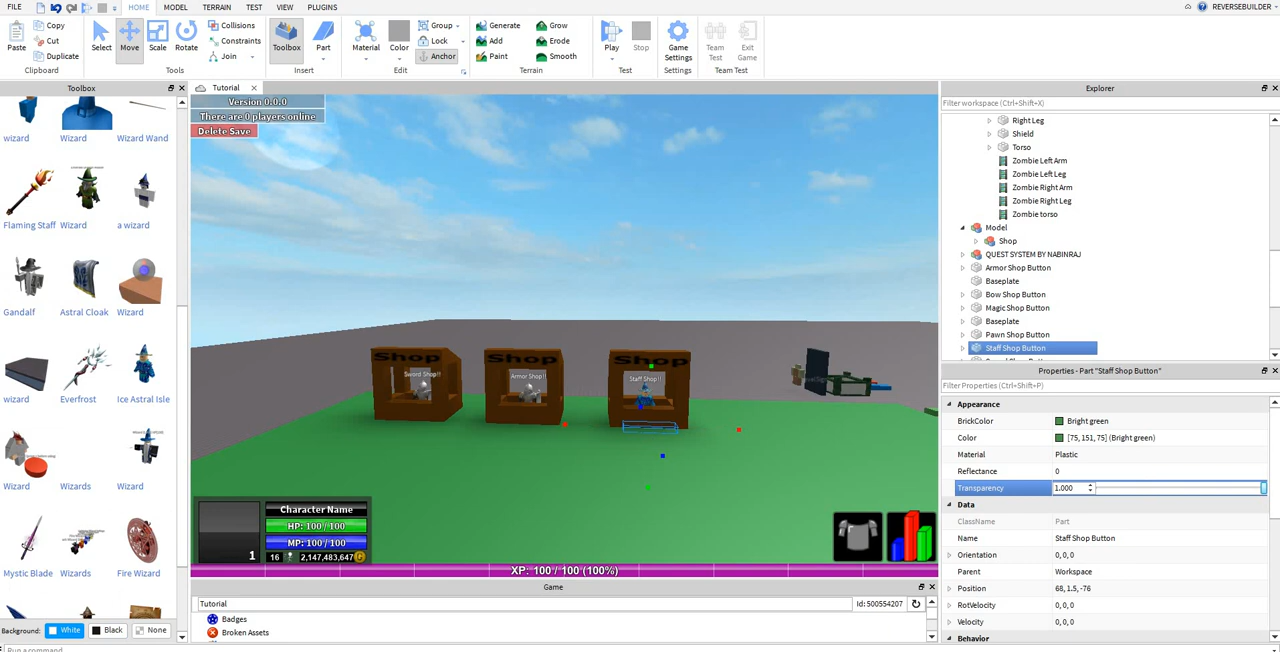 FILE HOME MODEL TERRAIN TEST VIEW PLUGINS REVERSEBUILDER
Copy Collisions Group Generate Grow
Cut Constraints Lock Add Erode
Duplicate Join Anchor Paint Smooth
Paste Select Move Scale Rotate Toolbox Part Material Color Play Stop Game Settings Team Test Exit Game
Clipboard Tools Insert Edit Terrain Test Settings Team Test
Toolbox
wizard Wizard Wizard Wand
Flaming Staff Wizard a wizard
Gandalf Astral Cloak Wizard
wizard Everfrost Ice Astral Isle
Wizard Wizards Wizard
Mystic Blade Wizards Fire Wizard
Background: White Black None
Run a command
Tutorial
Version 0.0.0
There are 0 players online
Delete Save
Shop Shop Shop
Sword Shop!! Armor Shop!! Staff Shop!!
1
Character Name
HP: 100 / 100
MP: 100 / 100
16 2,147,483,647
XP: 100 / 100 (100%)
Game
Tutorial Id: 500554207
Badges
Broken Assets
Explorer
Filter workspace (Ctrl+Shift+X)
Right Leg
Shield
Torso
Zombie Left Arm
Zombie Left Leg
Zombie Right Arm
Zombie Right Leg
Zombie torso
Model
Shop
QUEST SYSTEM BY NABINRAJ
Armor Shop Button
Baseplate
Bow Shop Button
Magic Shop Button
Baseplate
Pawn Shop Button
Staff Shop Button
Properties - Part "Staff Shop Button"
Filter Properties (Ctrl+Shift+P)
Appearance
BrickColor Bright green
Color [75, 151, 75] (Bright green)
Material Plastic
Reflectance 0
Transparency 1.000
Data
ClassName Part
Name Staff Shop Button
Orientation 0, 0, 0
Parent Workspace
Position 68, 1.5, -76
RotVelocity 0, 0, 0
Velocity 0, 0, 0
Behavior